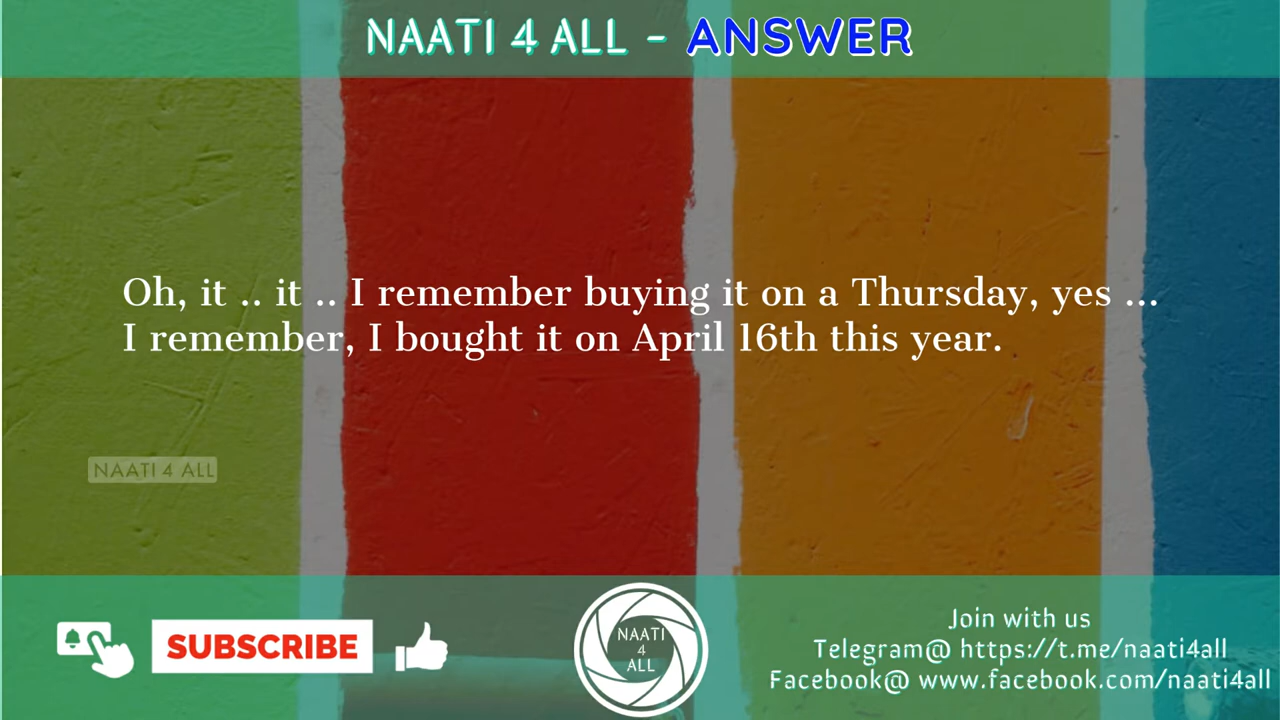 NAATI 4 ALL - ANSWER
Oh, it .. it .. I remember buying it on a Thursday, yes ...
I remember, I bought it on April 16th this year.
NAATI 4 ALL
SUBSCRIBE
NAATI
4
ALL
Join with us
Telegram@ https://t.me/naati4all
Facebook@ www.facebook.com/naati4all